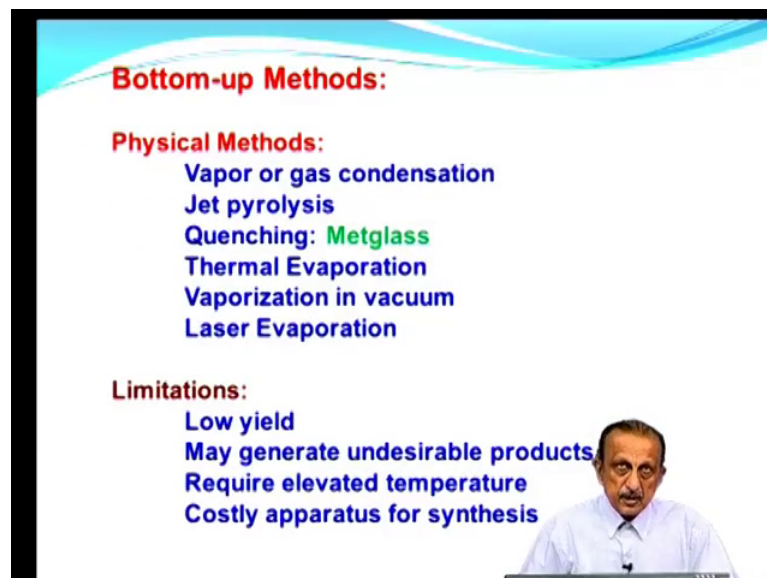 Bottom-up Methods:
Physical Methods:
Vapor or gas condensation
Jet pyrolysis
Quenching: Metglass
Thermal Evaporation
Vaporization in vacuum
Laser Evaporation
Limitations:
Low yield
May generate undesirable products
Require elevated temperature
Costly apparatus for synthesis